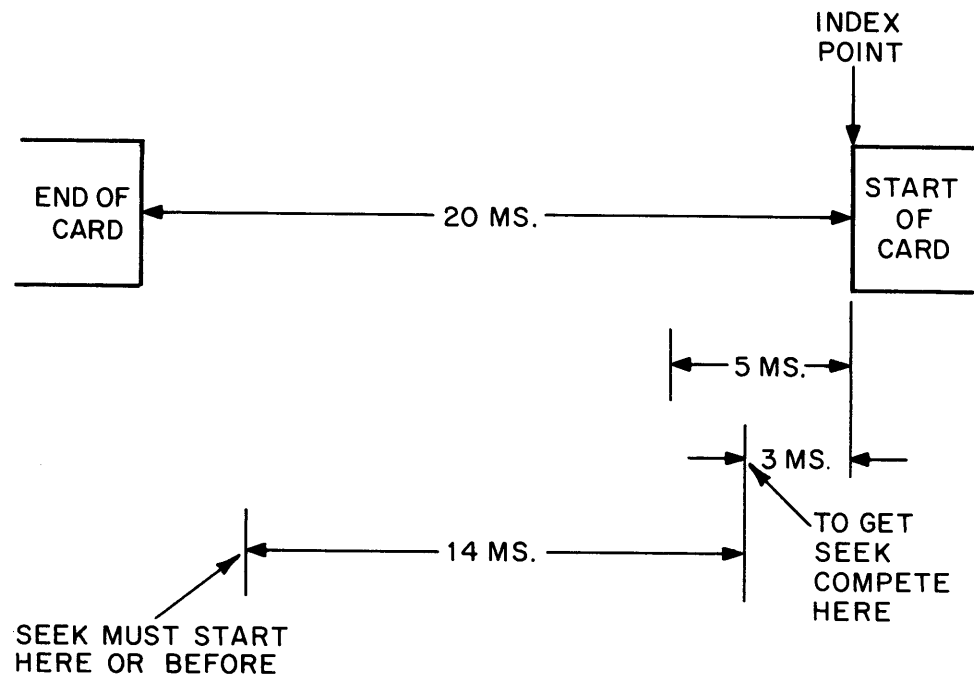 INDEX
POINT
END OF
CARD
20 MS.
START
OF
CARD
5 MS.
3 MS.
14 MS.
TO GET
SEEK
COMPETE
HERE
SEEK MUST START
HERE OR BEFORE